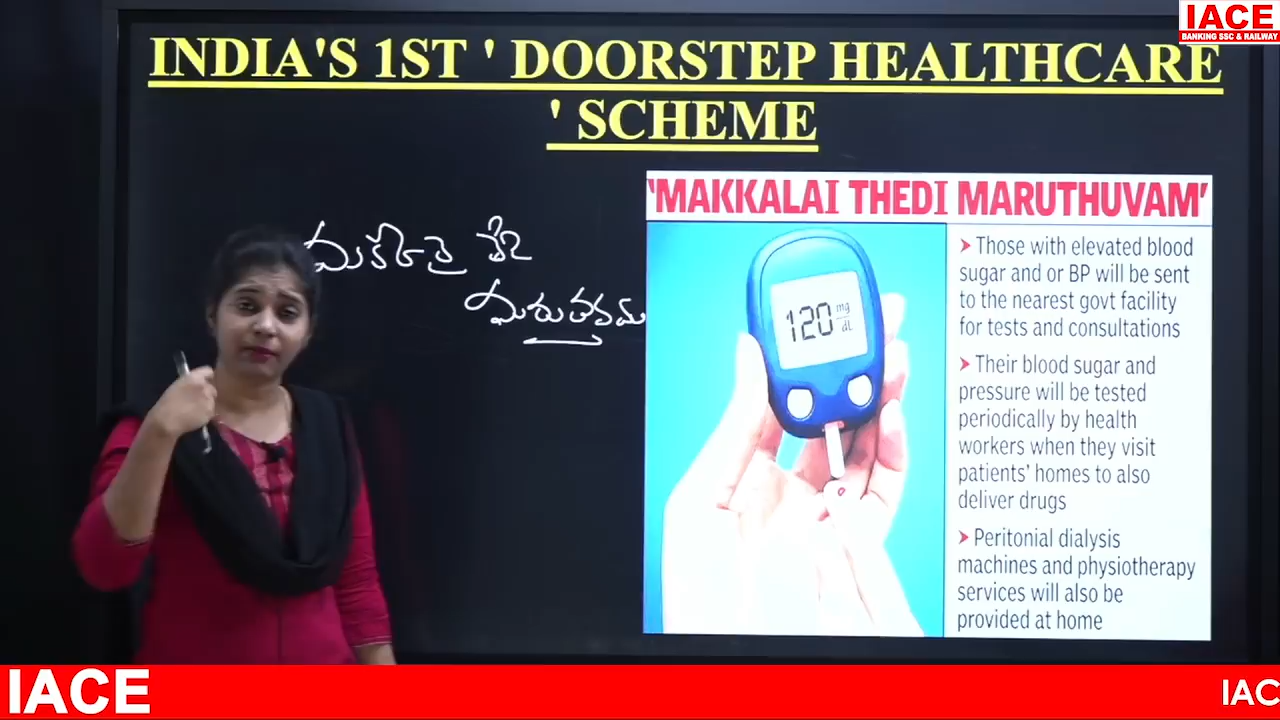 IACE
BANKING SSC & RAILWAY
INDIA'S 1ST ' DOORSTEP HEALTHCARE
' SCHEME
'MAKKALAI THEDI MARUTHUVAM'
120 mg
dL
➤ Those with elevated blood
sugar and or BP will be sent
to the nearest govt facility
for tests and consultations
➤ Their blood sugar and
pressure will be tested
periodically by health
workers when they visit
patients' homes to also
deliver drugs
➤ Peritonial dialysis
machines and physiotherapy
services will also be
provided at home
IACE
IAC